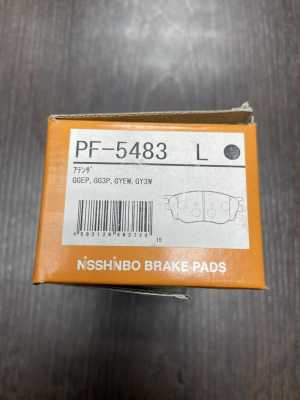 PF-5483 L
アテンザ
GGEP,GG3P,GYEW,GY3W
NISSHINBO BRAKE PADS